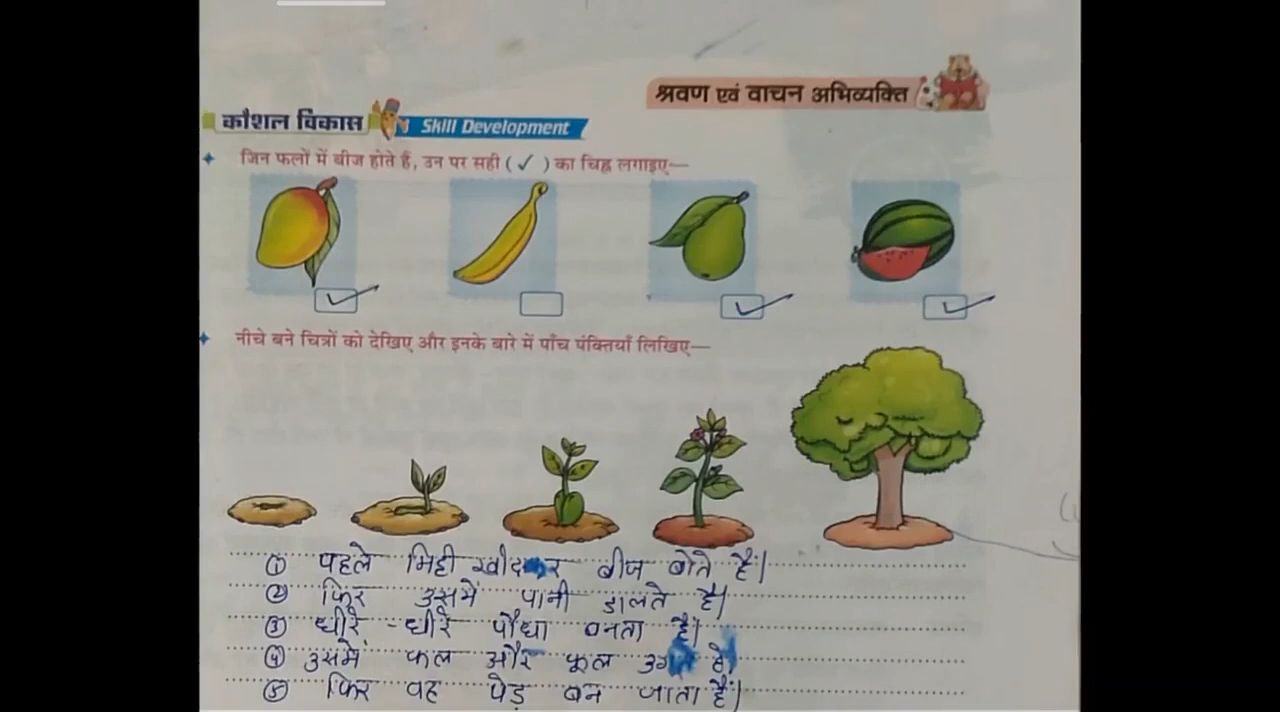 श्रवण एवं वाचन अभिव्यक्ति
कौशल विकास Skill Development
जिन फलों में बीज होते हैं, उन पर सही (✓) का चिह्न लगाइए—
नीचे बने चित्रों को देखिए और इनके बारे में पाँच पंक्तियाँ लिखिए—
① पहले मिट्टी खोदकर बीज बोते हैं।
② फिर उसमें पानी डालते है।
③ धीरे-धीरे पौधा बनता है।
④ उसमें फल और फूल उगते है।
⑤ फिर वह पेड़ बन जाता हैं।